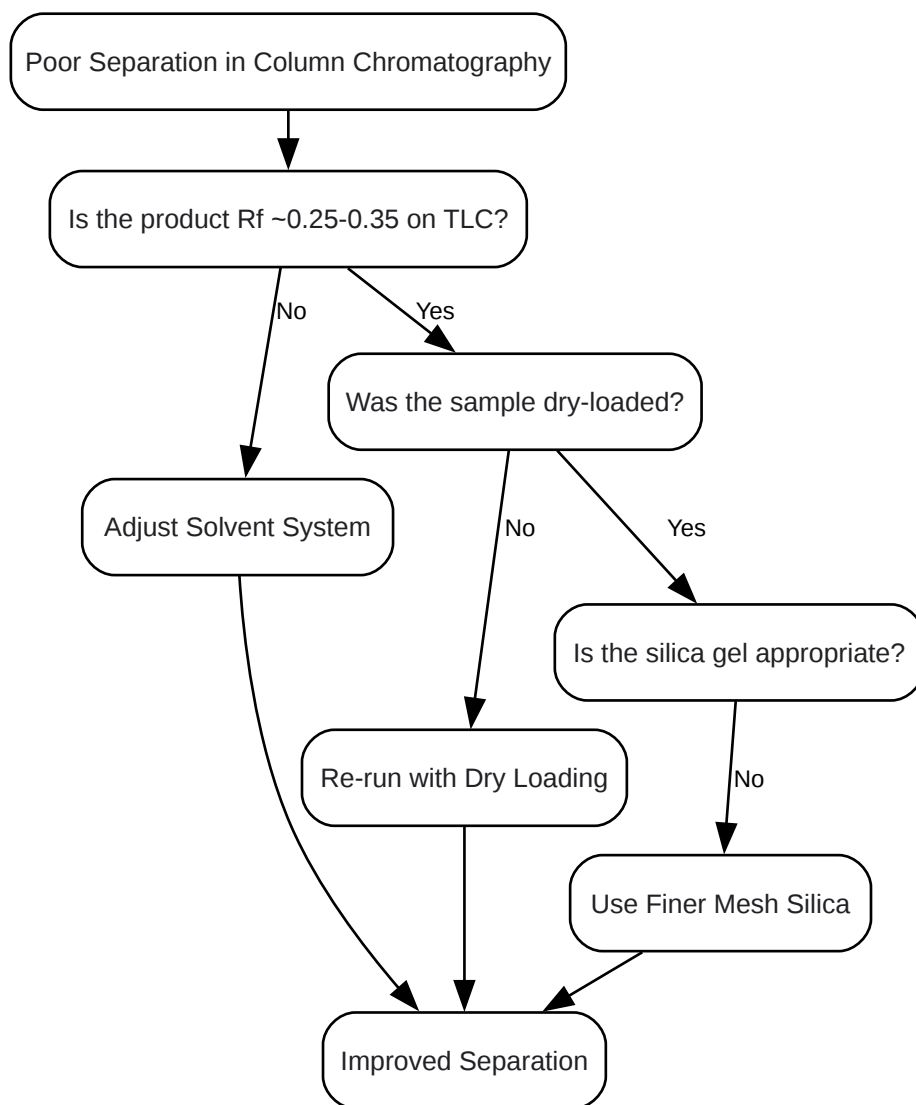 Poor Separation in Column Chromatography
Is the product Rf ~0.25-0.35 on TLC?
No
Yes
Was the sample dry-loaded?
Adjust Solvent System
No
Yes
Is the silica gel appropriate?
Re-run with Dry Loading
No
Use Finer Mesh Silica
Improved Separation